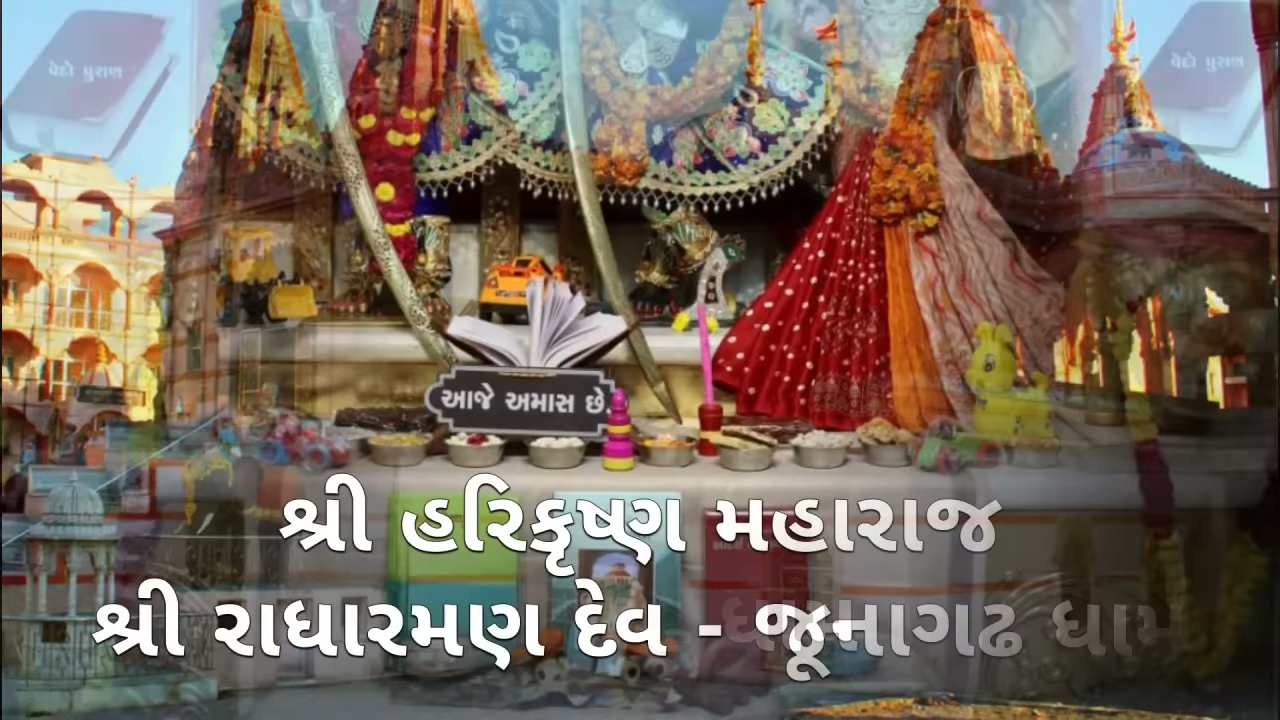 વેદો પુરાણ
વેદો પુરાણ
આજે અમાસ છે.
શ્રી હરિકૃષ્ણ મહારાજ
શ્રી રાધારમણ દેવ - જૂનાગઢ ધામ